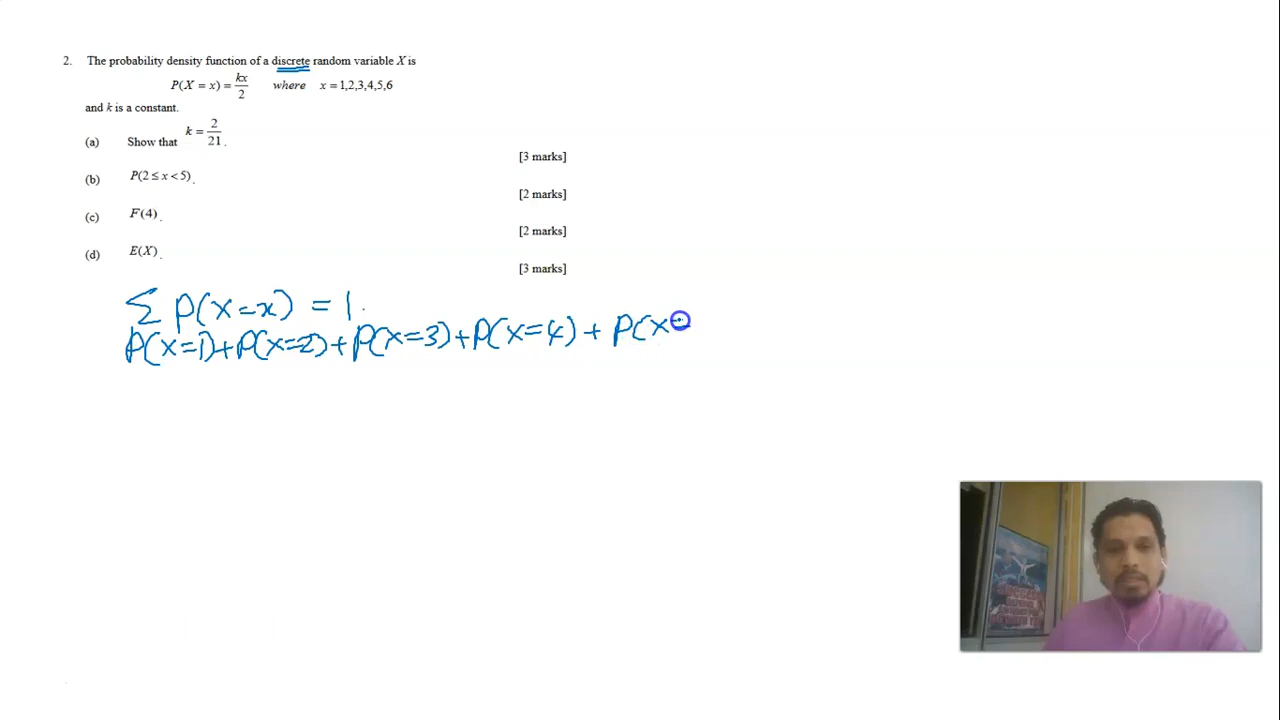 2. The probability density function of a discrete random variable X is
P(X = x) = kx/2 where x = 1,2,3,4,5,6
and k is a constant.
(a) Show that k = 2/21.
[3 marks]
(b) P(2 ≤ x < 5).
[2 marks]
(c) F(4).
[2 marks]
(d) E(X).
[3 marks]
Σ P(X=x) = 1.
P(X=1)+P(X=2)+P(X=3)+P(X=4)+P(X=